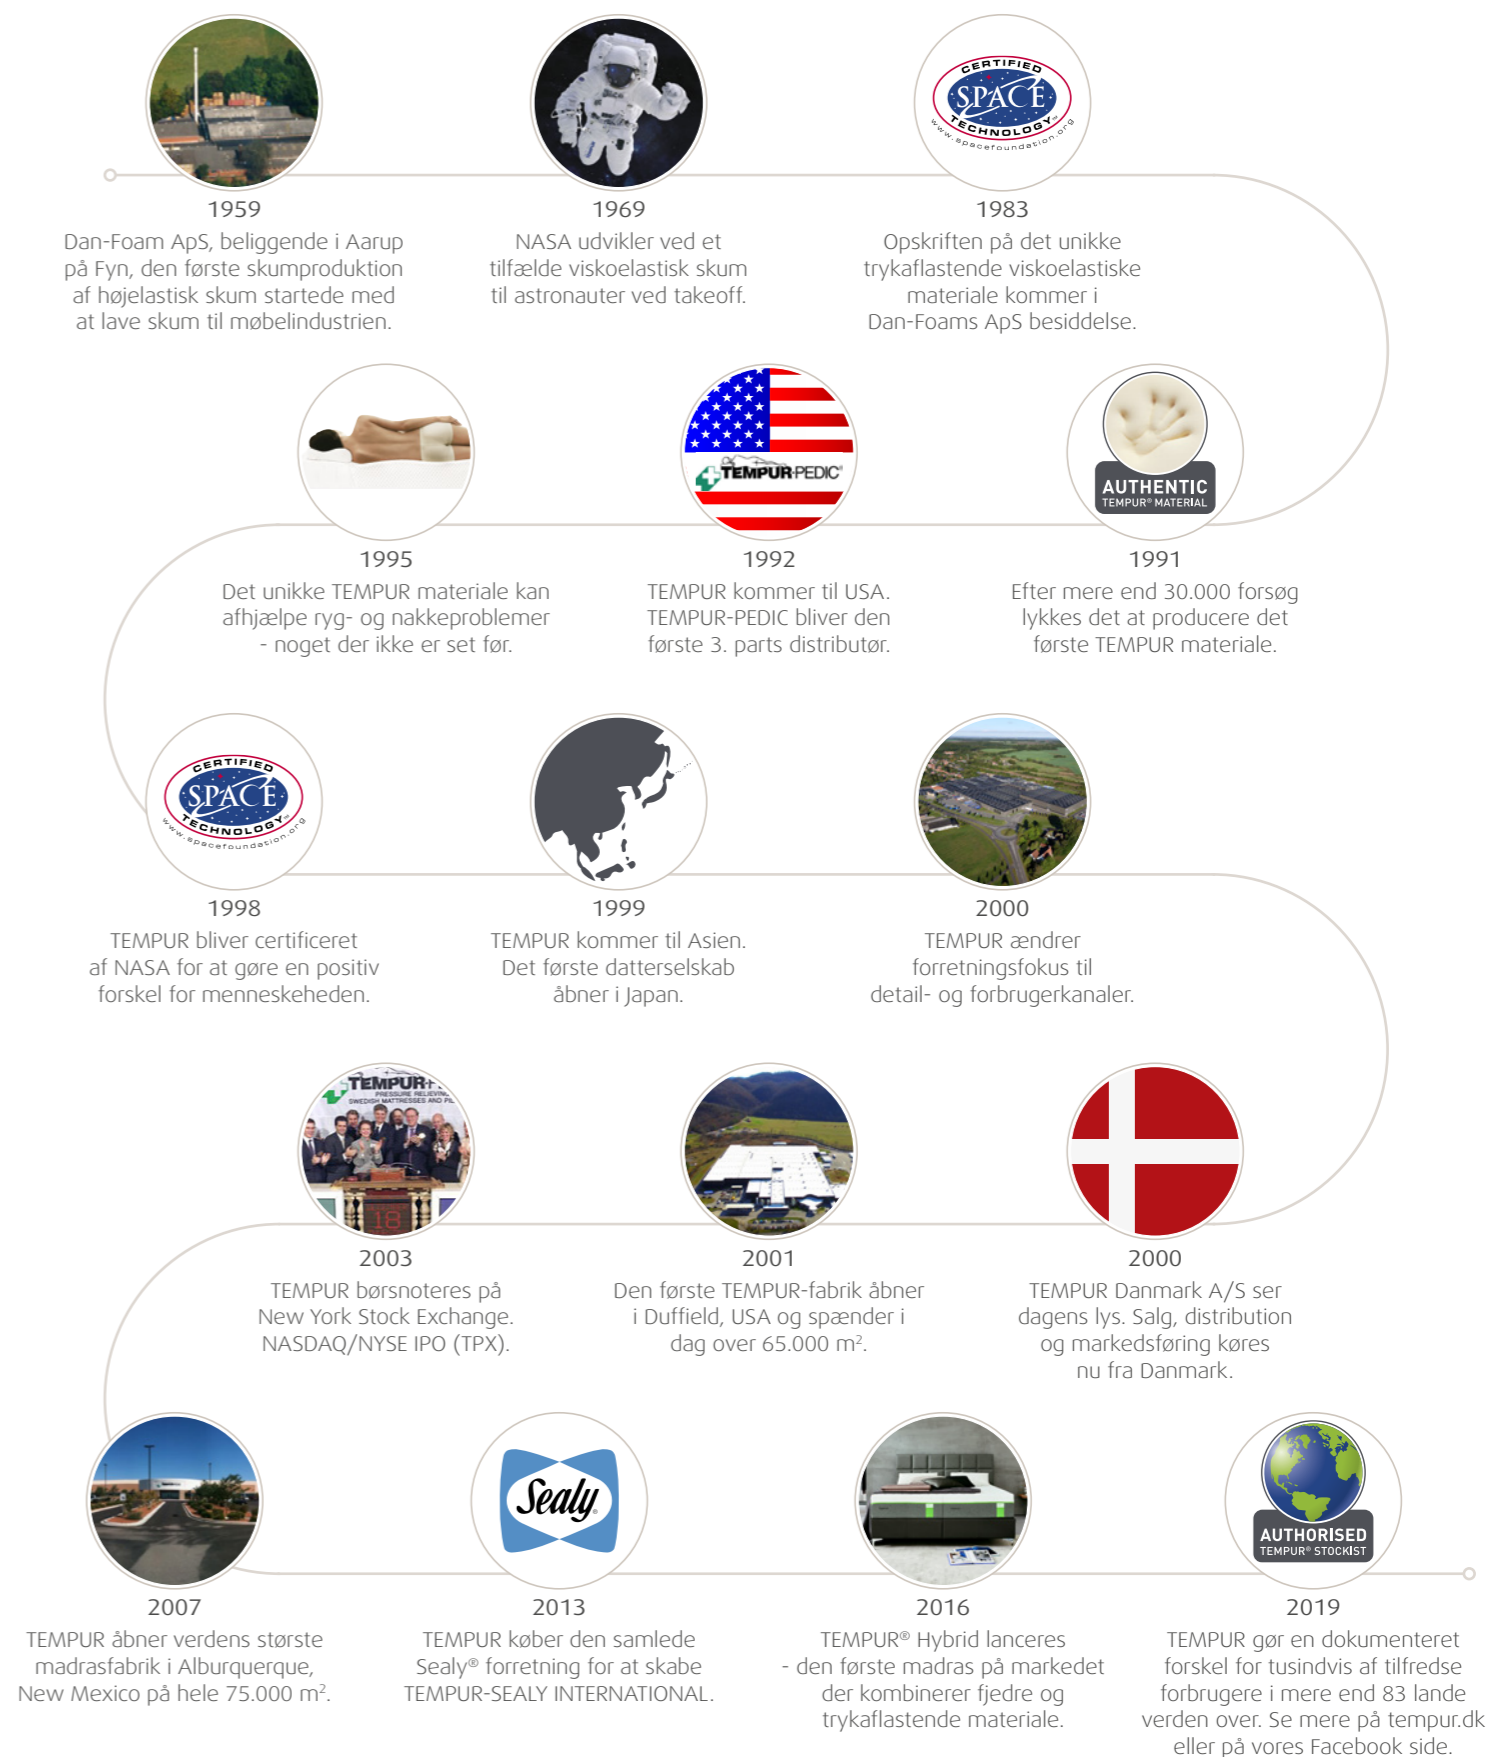 CERTIFIED
SPACE
TECHNOLOGY™
www.spacefoundation.org
1959
Dan-Foam ApS, beliggende i Aarup
på Fyn, den første skumproduktion
af højelastisk skum startede med
at lave skum til møbelindustrien.
1969
NASA udvikler ved et
tilfælde viskoelastisk skum
til astronauter ved takeoff.
1983
Opskriften på det unikke
trykaflastende viskoelastiske
materiale kommer i
Dan-Foams ApS besiddelse.
AUTHENTIC
TEMPUR® MATERIAL
1991
Efter mere end 30.000 forsøg
lykkes det at producere det
første TEMPUR materiale.
TEMPUR-PEDIC®
1992
TEMPUR kommer til USA.
TEMPUR-PEDIC bliver den
første 3. parts distributør.
1995
Det unikke TEMPUR materiale kan
afhjælpe ryg- og nakkeproblemer
- noget der ikke er set før.
CERTIFIED
SPACE
TECHNOLOGY™
www.spacefoundation.org
1998
TEMPUR bliver certificeret
af NASA for at gøre en positiv
forskel for menneskeheden.
1999
TEMPUR kommer til Asien.
Det første datterselskab
åbner i Japan.
2000
TEMPUR ændrer
forretningsfokus til
detail- og forbrugerkanaler.
2000
TEMPUR Danmark A/S ser
dagens lys. Salg, distribution
og markedsføring køres
nu fra Danmark.
2001
Den første TEMPUR-fabrik åbner
i Duffield, USA og spænder i
dag over 65.000 m².
TEMPUR
PRESSURE RELIEVING
SWEDISH MATTRESSES AND
18
2003
TEMPUR børsnoteres på
New York Stock Exchange.
NASDAQ/NYSE IPO (TPX).
2007
TEMPUR åbner verdens største
madrasfabrik i Alburquerque,
New Mexico på hele 75.000 m².
Sealy®
2013
TEMPUR køber den samlede
Sealy® forretning for at skabe
TEMPUR-SEALY INTERNATIONAL.
2016
TEMPUR® Hybrid lanceres
- den første madras på markedet
der kombinerer fjedre og
trykaflastende materiale.
AUTHORISED
TEMPUR® STOCKIST
2019
TEMPUR gør en dokumenteret
forskel for tusindvis af tilfredse
forbrugere i mere end 83 lande
verden over. Se mere på tempur.dk
eller på vores Facebook side.